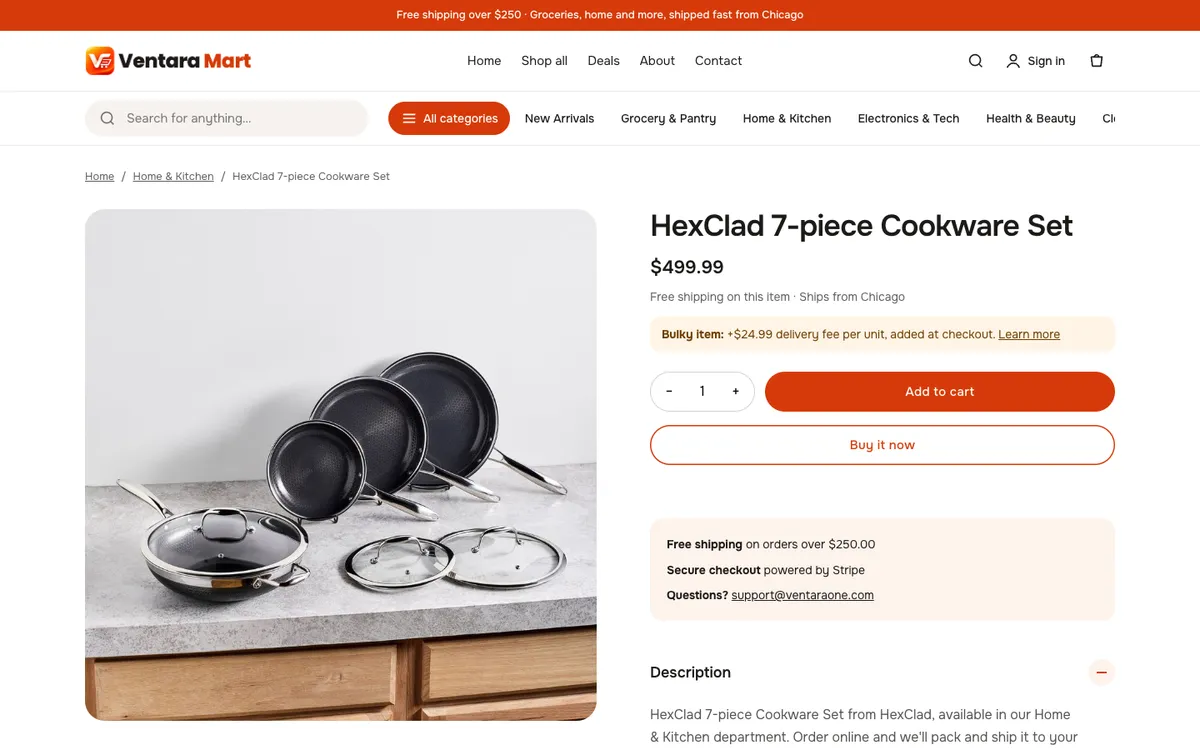 Free shipping over $250 · Groceries, home and more, shipped fast from Chicago
Ventara Mart
Home
Shop all
Deals
About
Contact
Sign in
Search for anything...
All categories
New Arrivals
Grocery & Pantry
Home & Kitchen
Electronics & Tech
Health & Beauty
Home / Home & Kitchen / HexClad 7-piece Cookware Set
HexClad 7-piece Cookware Set
$499.99
Free shipping on this item · Ships from Chicago
Bulky item: +$24.99 delivery fee per unit, added at checkout. Learn more
- 1 +
Add to cart
Buy it now
Free shipping on orders over $250.00
Secure checkout powered by Stripe
Questions? support@ventaraone.com
Description
HexClad 7-piece Cookware Set from HexClad, available in our Home
& Kitchen department. Order online and we'll pack and ship it to your